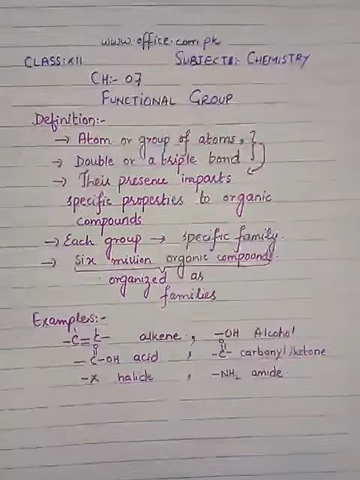 www.office.com.pk
CLASS:XII SUBJECTS:- CHEMISTRY
CH:- 07
FUNCTIONAL GROUP
Definition:-
→ Atom or group of atoms,
→ Double or a triple bond
→ Their presence imparts
specific properties to organic
compounds.
→ Each group → specific family.
→ Six million organic compounds.
organized as
families
Examples:-
-C=C- alkene , -OH Alcohol
O O
-C-OH acid , -C- carbonyl/ketone
-X halide , -NH₂ amide.